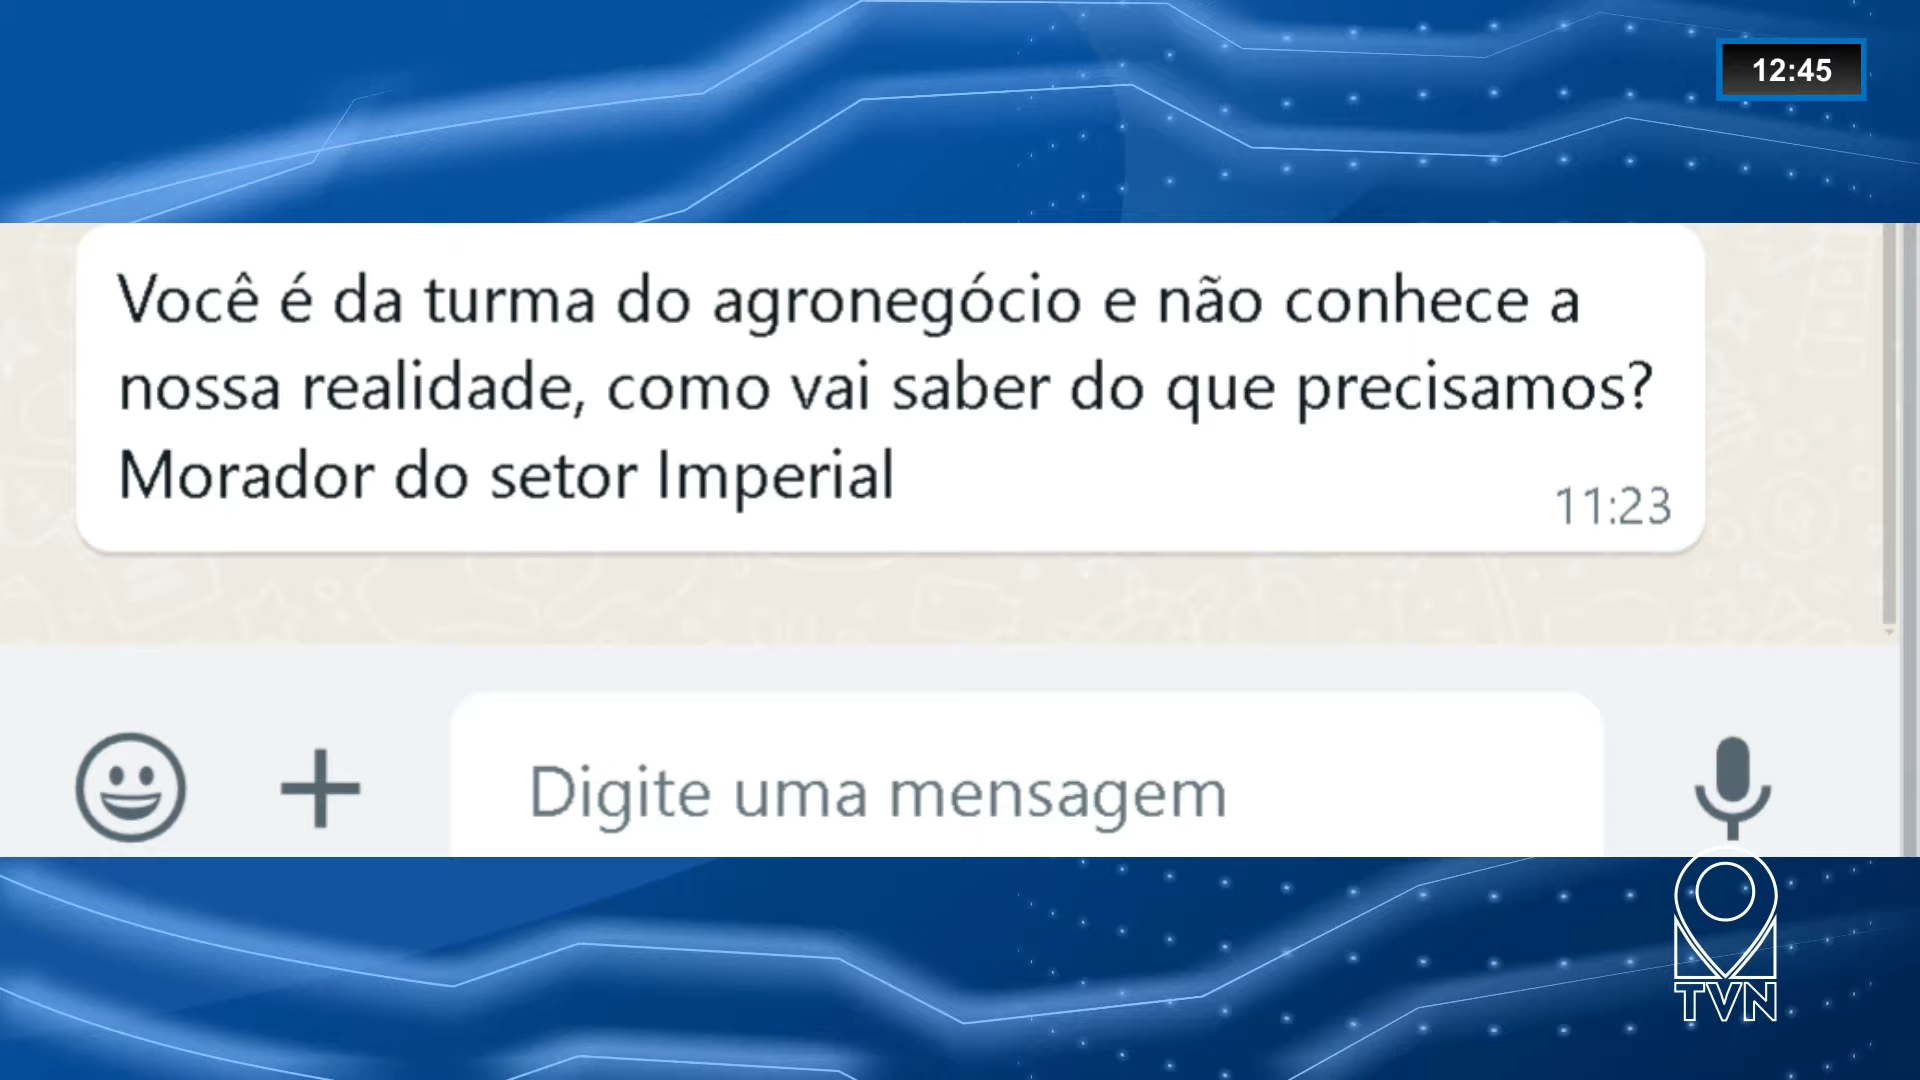 12:45
Você é da turma do agronegócio e não conhece a
nossa realidade, como vai saber do que precisamos?
Morador do setor Imperial
11:23
Digite uma mensagem
TVN